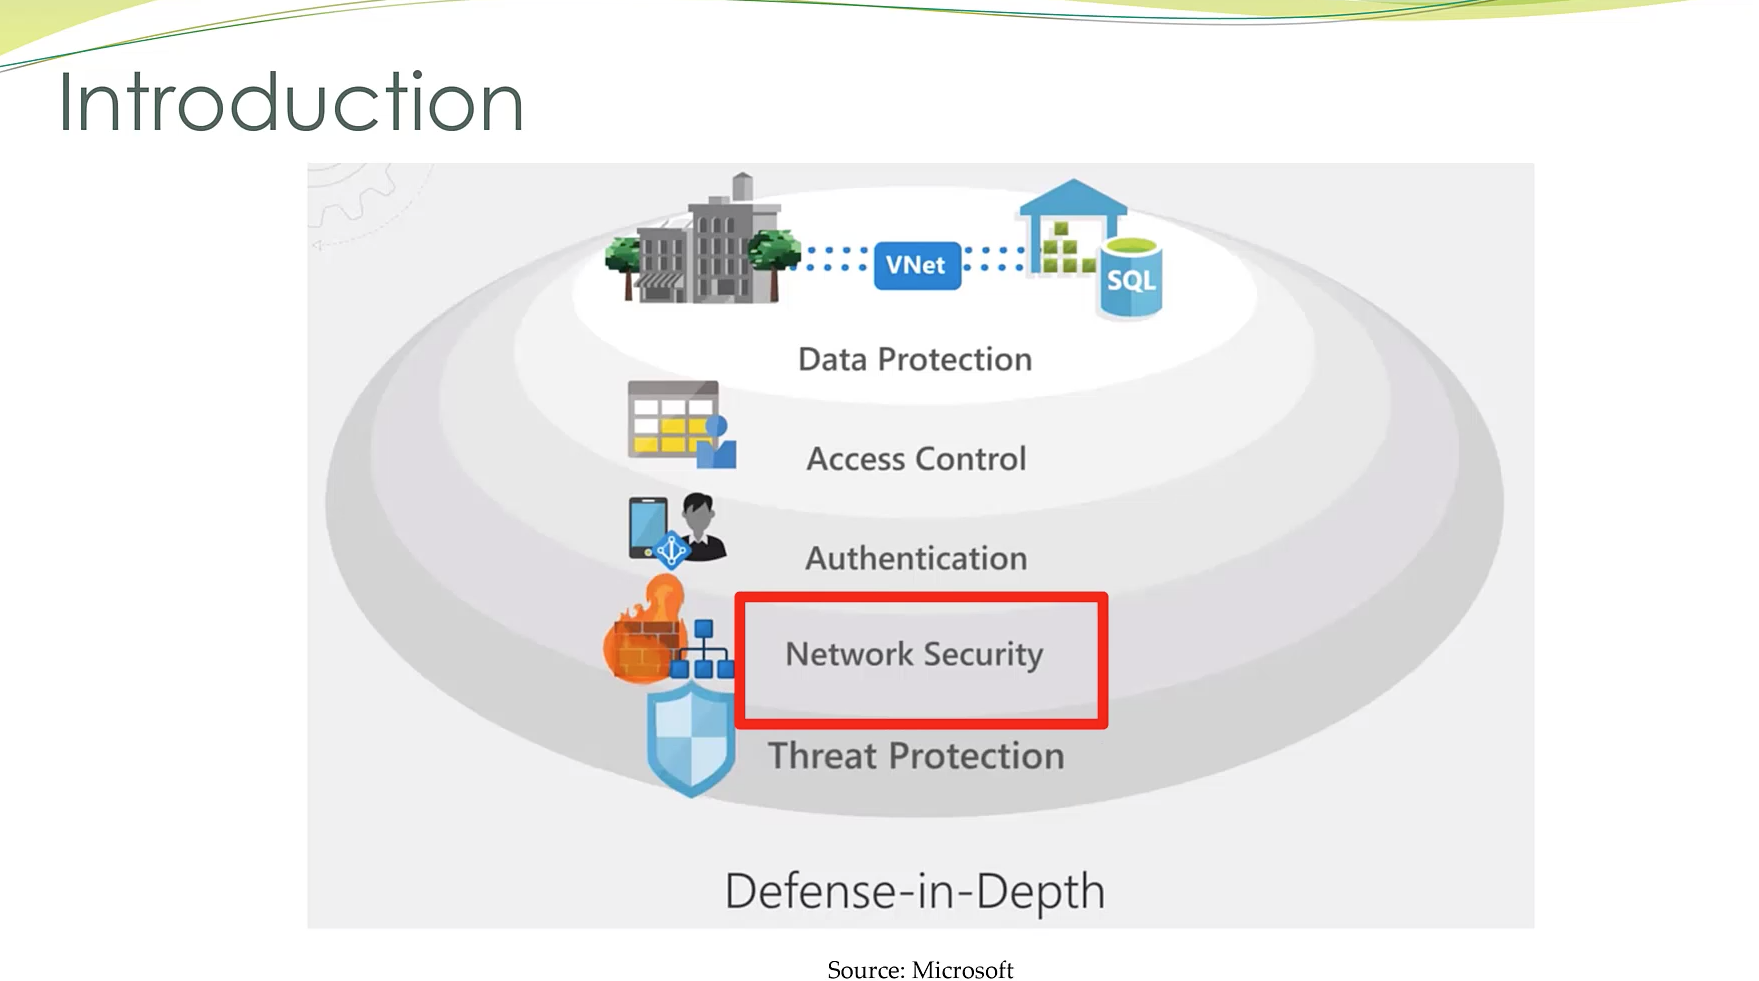 Introduction
VNet
SQL
Data Protection
Access Control
Authentication
Network Security
Threat Protection
Defense-in-Depth
Source: Microsoft